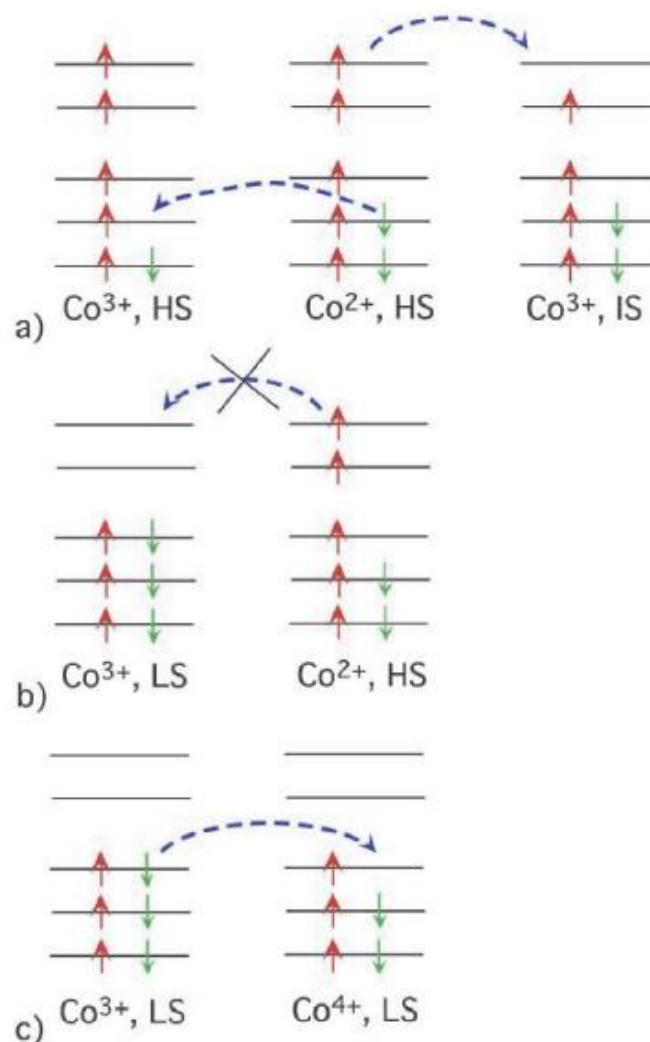 a) Co³⁺, HS Co²⁺, HS Co³⁺, IS
b) Co³⁺, LS Co²⁺, HS
c) Co³⁺, LS Co⁴⁺, LS